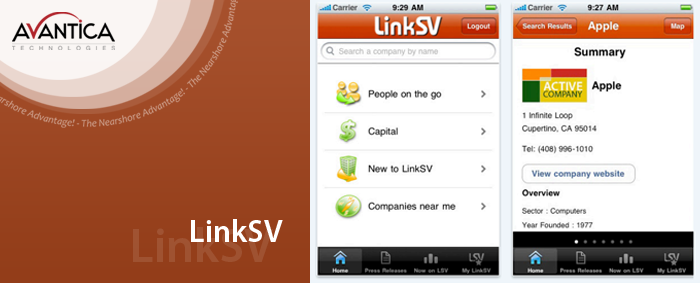 AVANTICA
TECHNOLOGIES
nearshore Advantage! - The Nearshore Advantage! - The Nearshore Advantage! -
LinkSV
LinkSV
Carrier 9:29 AM
LinkSV
Logout
Search a company by name
People on the go
Capital
New to LinkSV
Companies near me
Home
Press Releases
Now on LSV
LSV
My LinkSV
Carrier 9:27 AM
Search Results
Apple
Map
Summary
ACTIVE
COMPANY
Apple
1 Infinite Loop
Cupertino, CA 95014
Tel: (408) 996-1010
View company website
Overview
Sector : Computers
Year Founded : 1977
Home
Press Releases
Now on LSV
LSV
My LinkSV